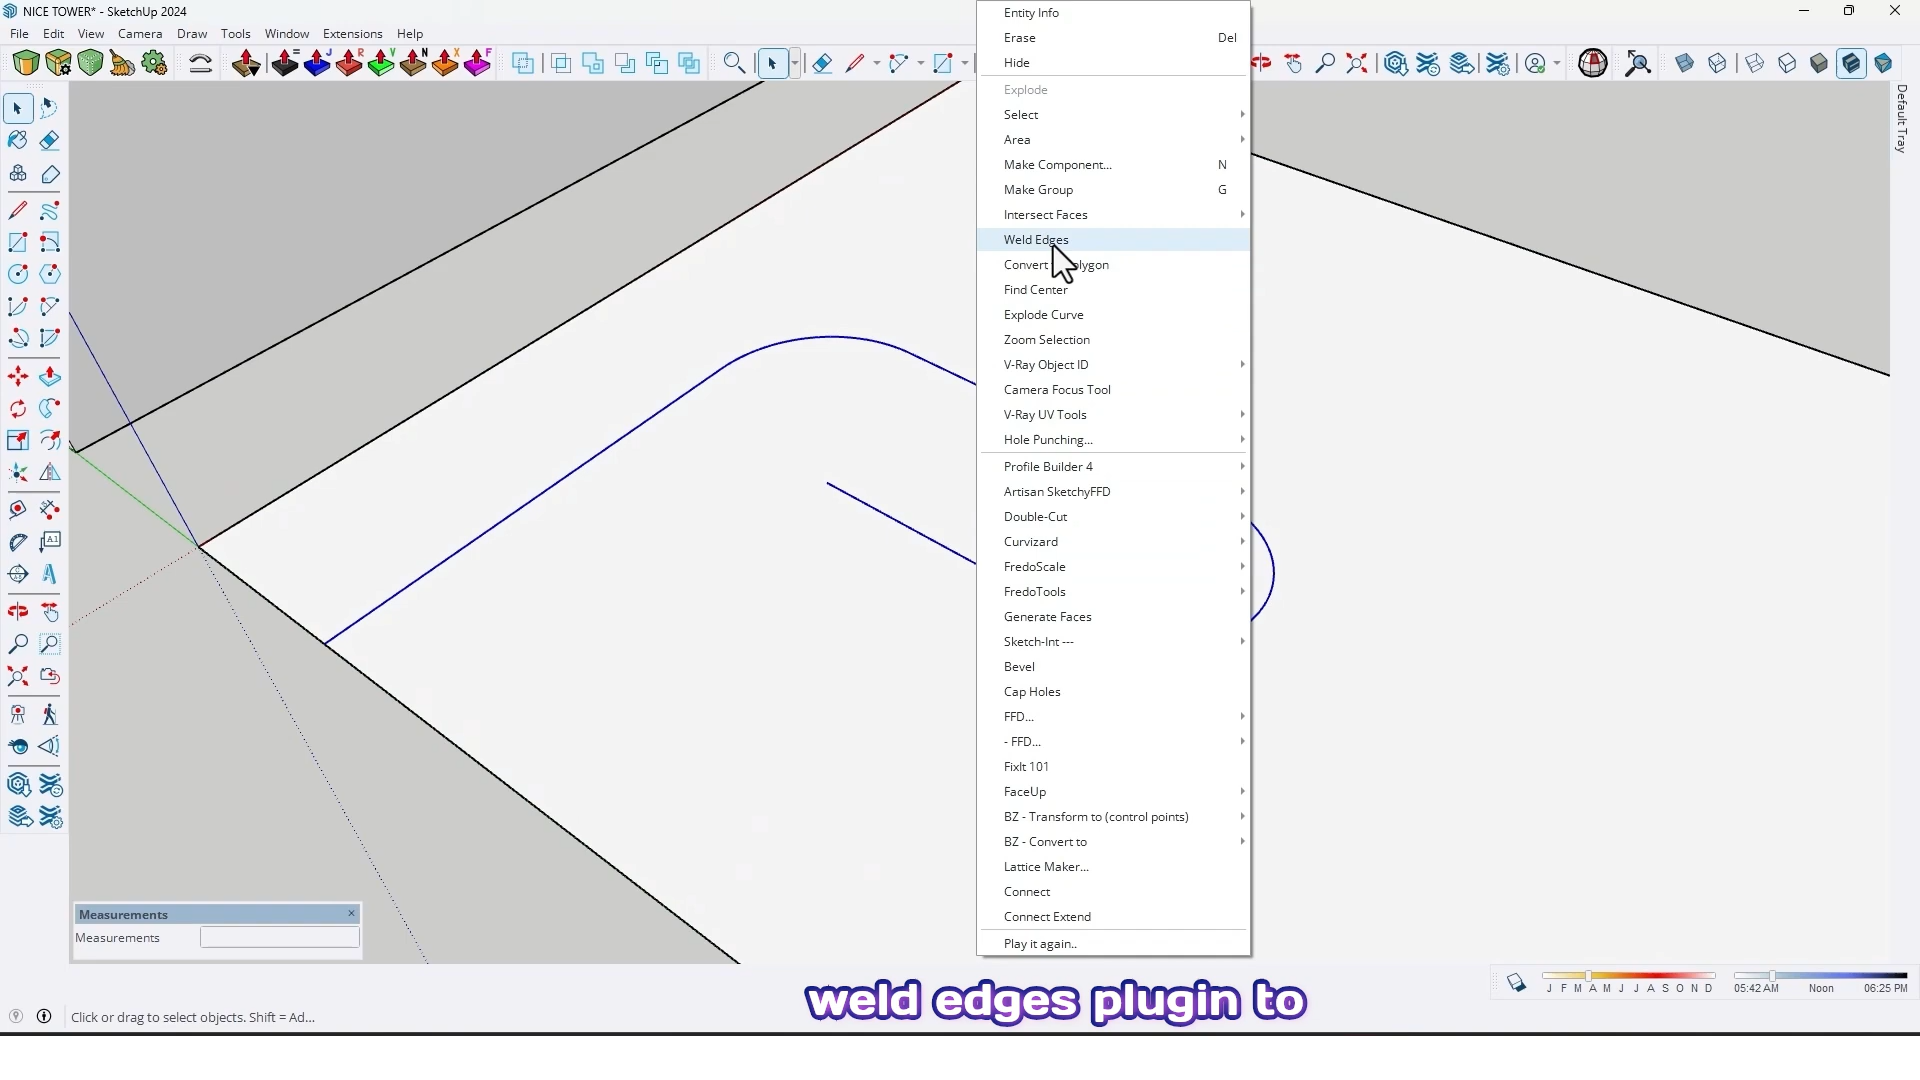 NICE TOWER* - SketchUp 2024
File Edit View Camera Draw Tools Window Extensions Help
= J R V N X F
Default Tray
Entity Info
Erase Del
Hide
Explode
Select
Area
Make Component... N
Make Group G
Intersect Faces
Weld Edges
Convert olygon
Find Center
Explode Curve
Zoom Selection
V-Ray Object ID
Camera Focus Tool
V-Ray UV Tools
Hole Punching...
Profile Builder 4
Artisan SketchyFFD
Double-Cut
Curvizard
FredoScale
FredoTools
Generate Faces
Sketch-Int ---
Bevel
Cap Holes
FFD...
- FFD...
FixIt 101
FaceUp
BZ - Transform to (control points)
BZ - Convert to
Lattice Maker...
Connect
Connect Extend
Play it again..
Measurements
Measurements
J F M A M J J A S O N D
05:42 AM Noon 06:25 PM
weld edges plugin to
Click or drag to select objects. Shift = Ad...